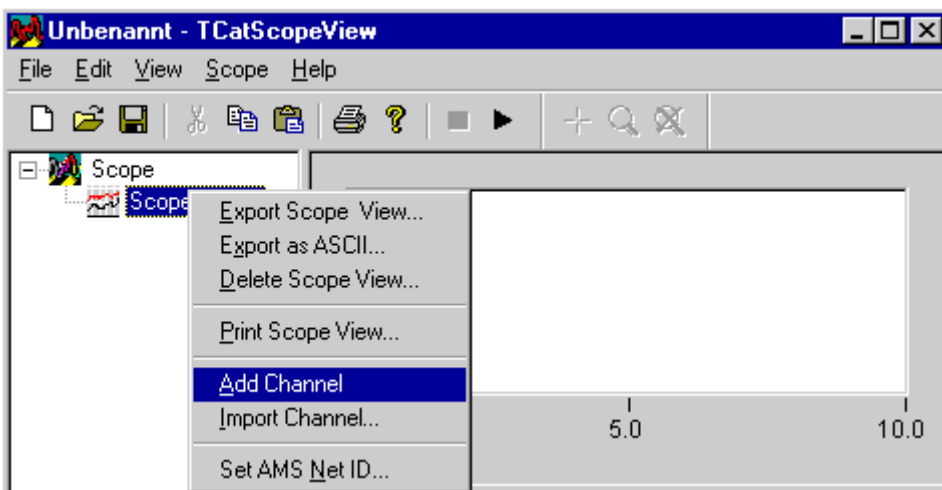 Unbenannt - TCatScopeView
File Edit View Scope Help
Scope
Scope
Export Scope View...
Export as ASCII...
Delete Scope View...
Print Scope View...
Add Channel
Import Channel...
Set AMS Net ID...
5.0
10.0